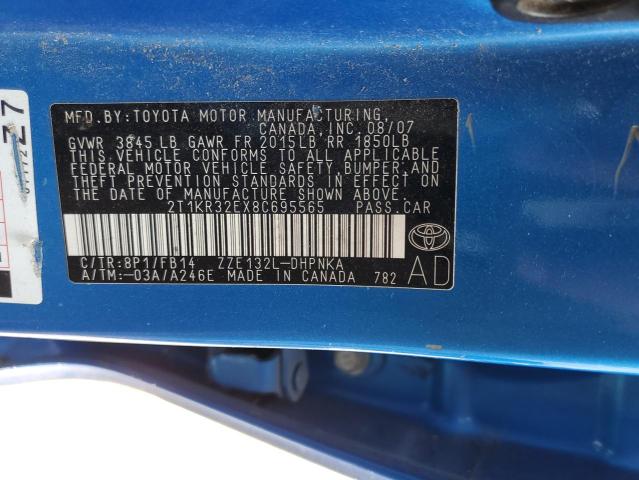 MFD.BY:TOYOTA MOTOR MANUFACTURING,
CANADA,INC. 08/07
GVWR 3845 LB GAWR FR 2015LB RR 1850LB
THIS VEHICLE CONFORMS TO ALL APPLICABLE
FEDERAL MOTOR VEHICLE SAFETY,BUMPER,AND
THEFT PREVENTION STANDARDS IN EFFECT ON
THE DATE OF MANUFACTURE SHOWN ABOVE.
2T1KR32EX8C695565 PASS.CAR
C/TR:8P1/FB14 ZZE132L-DHPNKA
A/TM:-03A/A246E MADE IN CANADA 782
AD
27